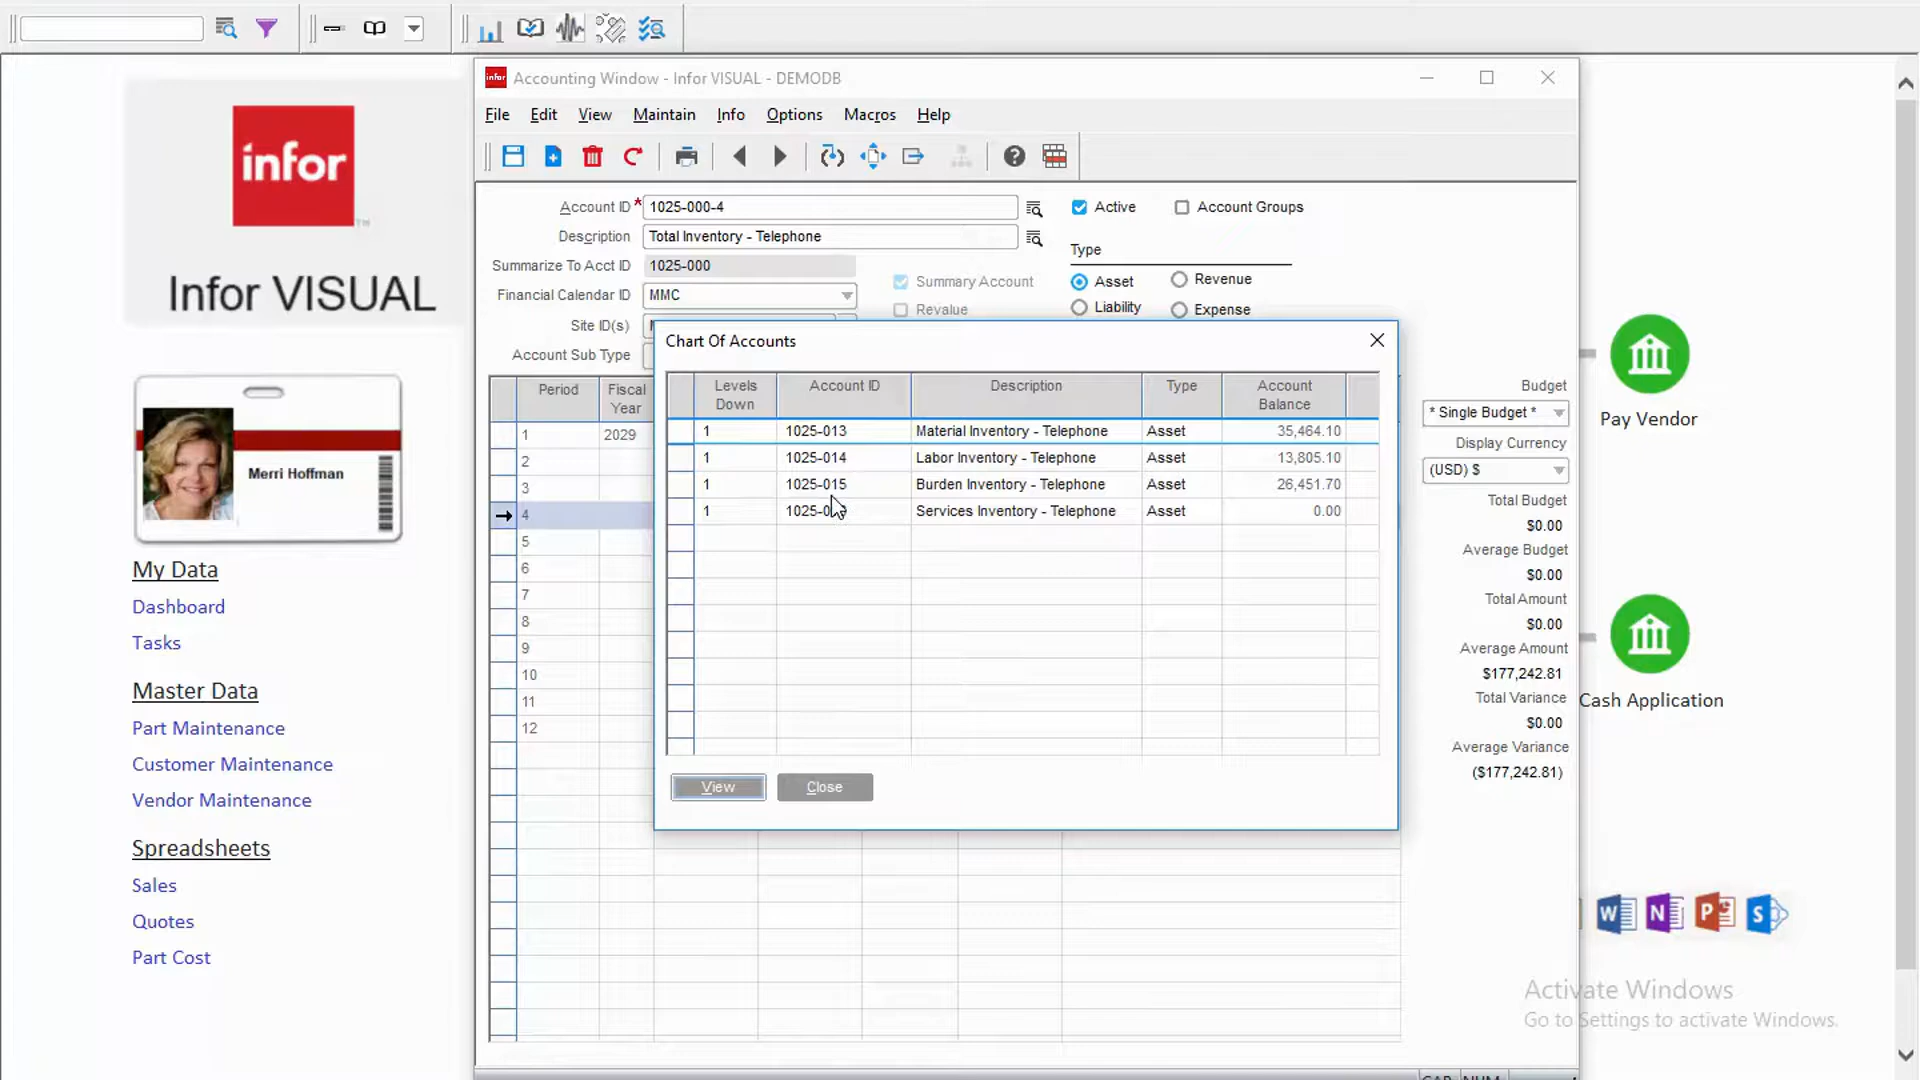 Accounting Window - Infor VISUAL - DEMODB
File Edit View Maintain Info Options Macros Help
infor
TM
Infor VISUAL
Merri Hoffman
My Data
Dashboard
Tasks
Master Data
Part Maintenance
Customer Maintenance
Vendor Maintenance
Spreadsheets
Sales
Quotes
Part Cost
Account ID * 1025-000-4
Active Account Groups
Description Total Inventory - Telephone
Type
Summarize To Acct ID 1025-000
Summary Account Asset Revenue
Financial Calendar ID MMC
Revalue Liability Expense
Site ID(s)
Account Sub Type
Period Fiscal Year
1 2029
2
3
4
5
6
7
8
9
10
11
12
Chart Of Accounts
Levels Down Account ID Description Type Account Balance
1 1025-013 Material Inventory - Telephone Asset 35,464.10
1 1025-014 Labor Inventory - Telephone Asset 13,805.10
1 1025-015 Burden Inventory - Telephone Asset 26,451.70
1 Services Inventory - Telephone Asset 0.00
View Close
Budget
* Single Budget *
Display Currency
(USD) $
Total Budget
$0.00
Average Budget
$0.00
Total Amount
$0.00
Average Amount
$177,242.81
Total Variance
$0.00
Average Variance
($177,242.81)
Pay Vendor
Cash Application
W N P S
Activate Windows
Go to Settings to activate Windows.